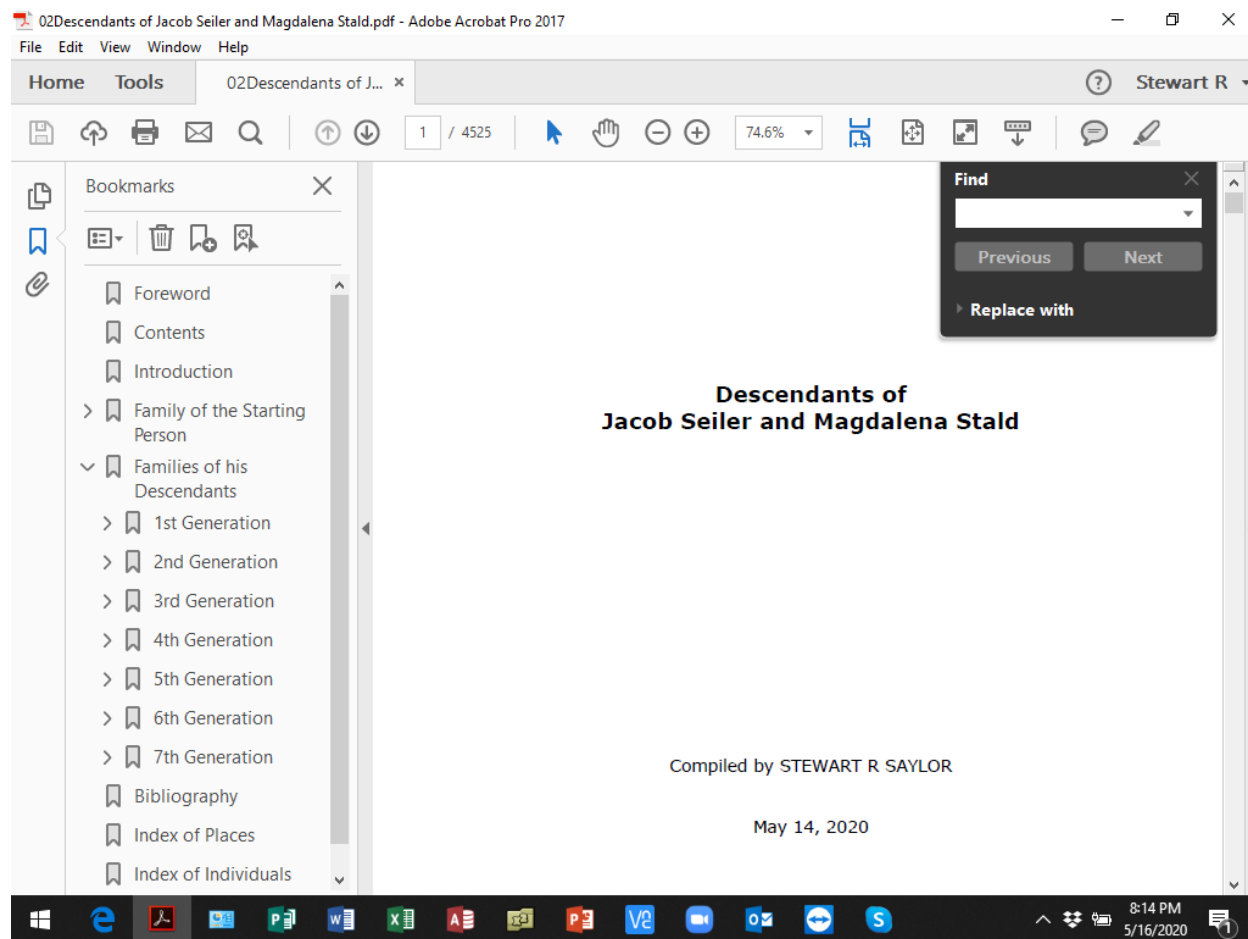 02Descendants of Jacob Seiler and Magdalena Stald.pdf - Adobe Acrobat Pro 2017
File Edit View Window Help
Home Tools 02Descendants of J... Stewart R
1 / 4525 74.6%
Bookmarks
Foreword
Contents
Introduction
Family of the Starting
Person
Families of his
Descendants
1st Generation
2nd Generation
3rd Generation
4th Generation
5th Generation
6th Generation
7th Generation
Bibliography
Index of Places
Index of Individuals
Find
Previous Next
Replace with
Descendants of
Jacob Seiler and Magdalena Stald
Compiled by STEWART R SAYLOR
May 14, 2020
8:14 PM
5/16/2020
1